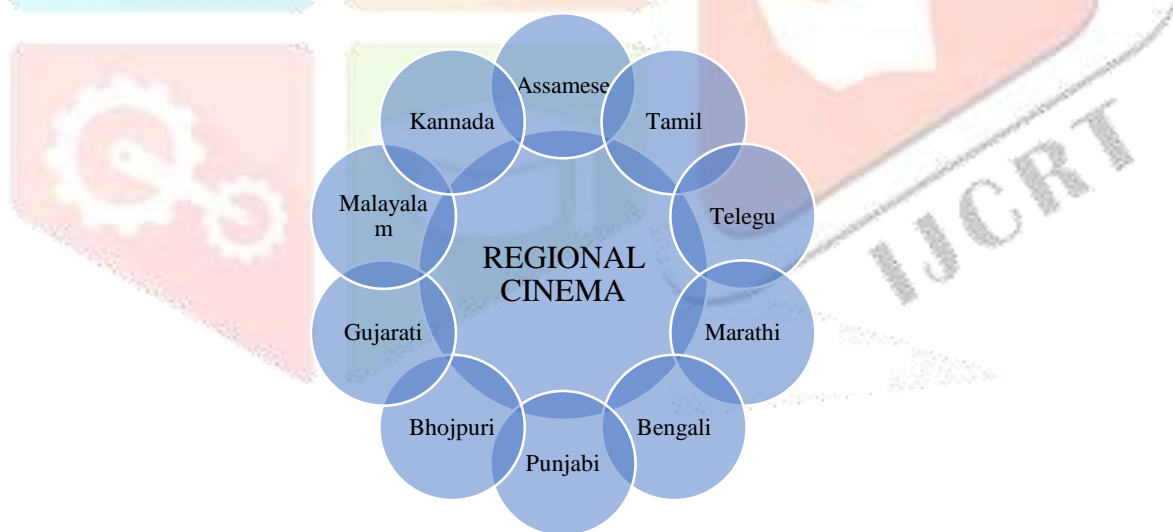 Assamese
Tamil
Telegu
Marathi
Bengali
Punjabi
Bhojpuri
Gujarati
Malayala
m
Kannada
REGIONAL
CINEMA
IJCRT